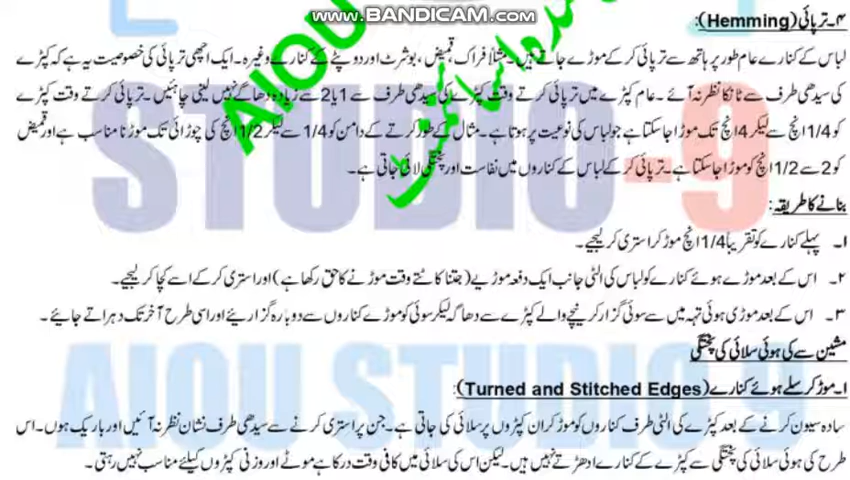 www.BANDICAM.com
۴۔ ترپائی (Hemming):
لباس کے کنارے عام طور پر ہاتھ سے ترپائی کر کے موڑے جاتے ہیں۔ مثلاً فراک، قمیض، بوشرٹ اور دوپٹے کے کنارے وغیرہ۔ ایک اچھی ترپائی کی خصوصیت یہ ہے کہ کپڑے
کی سیدھی طرف سے ٹانکا نظر نہ آئے۔ عام کپڑے میں ترپائی کرتے وقت کپڑے کی سیدھی طرف سے 1 یا 2 سے زیادہ دھاگے نہیں لینی چاہئیں۔ ترپائی کرتے وقت کپڑے
کو 1/4 انچ سے لیکر 4 انچ تک موڑا جا سکتا ہے جو لباس کی نوعیت پر ہوتا ہے۔ مثال کے طور کرتے کے دامن کو 1/4 سے لیکر 1/2 انچ کی چوڑائی تک موڑنا مناسب ہے اور قمیض
کو 2 سے 1/2 انچ کو موڑا جا سکتا ہے۔ ترپائی کر کے لباس کے کناروں میں نفاست اور پختگی لائی جاتی ہے۔
بنانے کا طریقہ:
۱۔ پہلے کنارے کو تقریباً 1/4 انچ موڑ کر استری کر لیجیے۔
۲۔ اس کے بعد موڑے ہوئے کنارے کو لباس کی الٹی جانب ایک دفعہ موڑیے (جتنا کاٹتے وقت موڑنے کا حق رکھا ہے) اور استری کر کے اسے کچا کر لیجیے۔
۳۔ اس کے بعد موڑی ہوئی تہہ میں سے سوئی گزار کر نیچے والے کپڑے سے دھاگہ لیکر سوئی کو موڑے کناروں سے دوبارہ گزاریئے اور اسی طرح آخر تک دہراتے جائیے۔
مشین سے کی ہوئی سلائی کی پختگی
۱۔ موڑ کر سلے ہوئے کنارے (Turned and Stitched Edges):
سادہ سیون کرنے کے بعد کپڑے کی الٹی طرف کناروں کو موڑ کر ان کپڑوں پر سلائی کی جاتی ہے۔ جن پر استری کرنے سے سیدھی طرف نشان نظر نہ آئیں اور باریک ہوں۔ اس
طرح کی ہوئی سلائی کی پختگی سے کپڑے کے کنارے ادھڑتے نہیں ہیں۔ لیکن اس کی سلائی میں کافی وقت درکار ہے موٹے اور وزنی کپڑوں کیلئے مناسب نہیں رہتی۔
AIOU
STUDIO-9
AIOU STUDIO 9